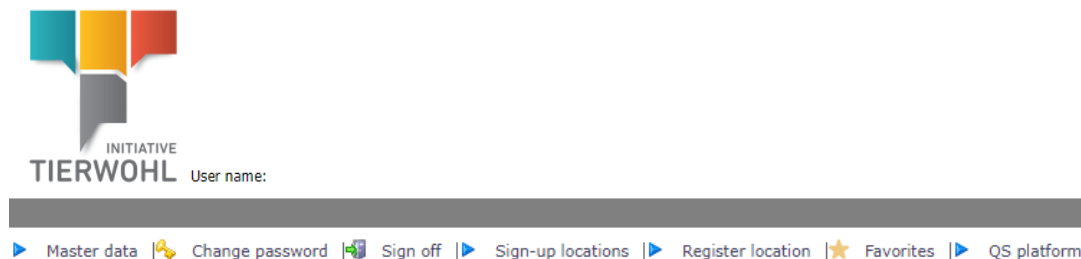 INITIATIVE
TIERWOHL User name:
Master data | Change password | Sign off | Sign-up locations | Register location | Favorites | QS platform